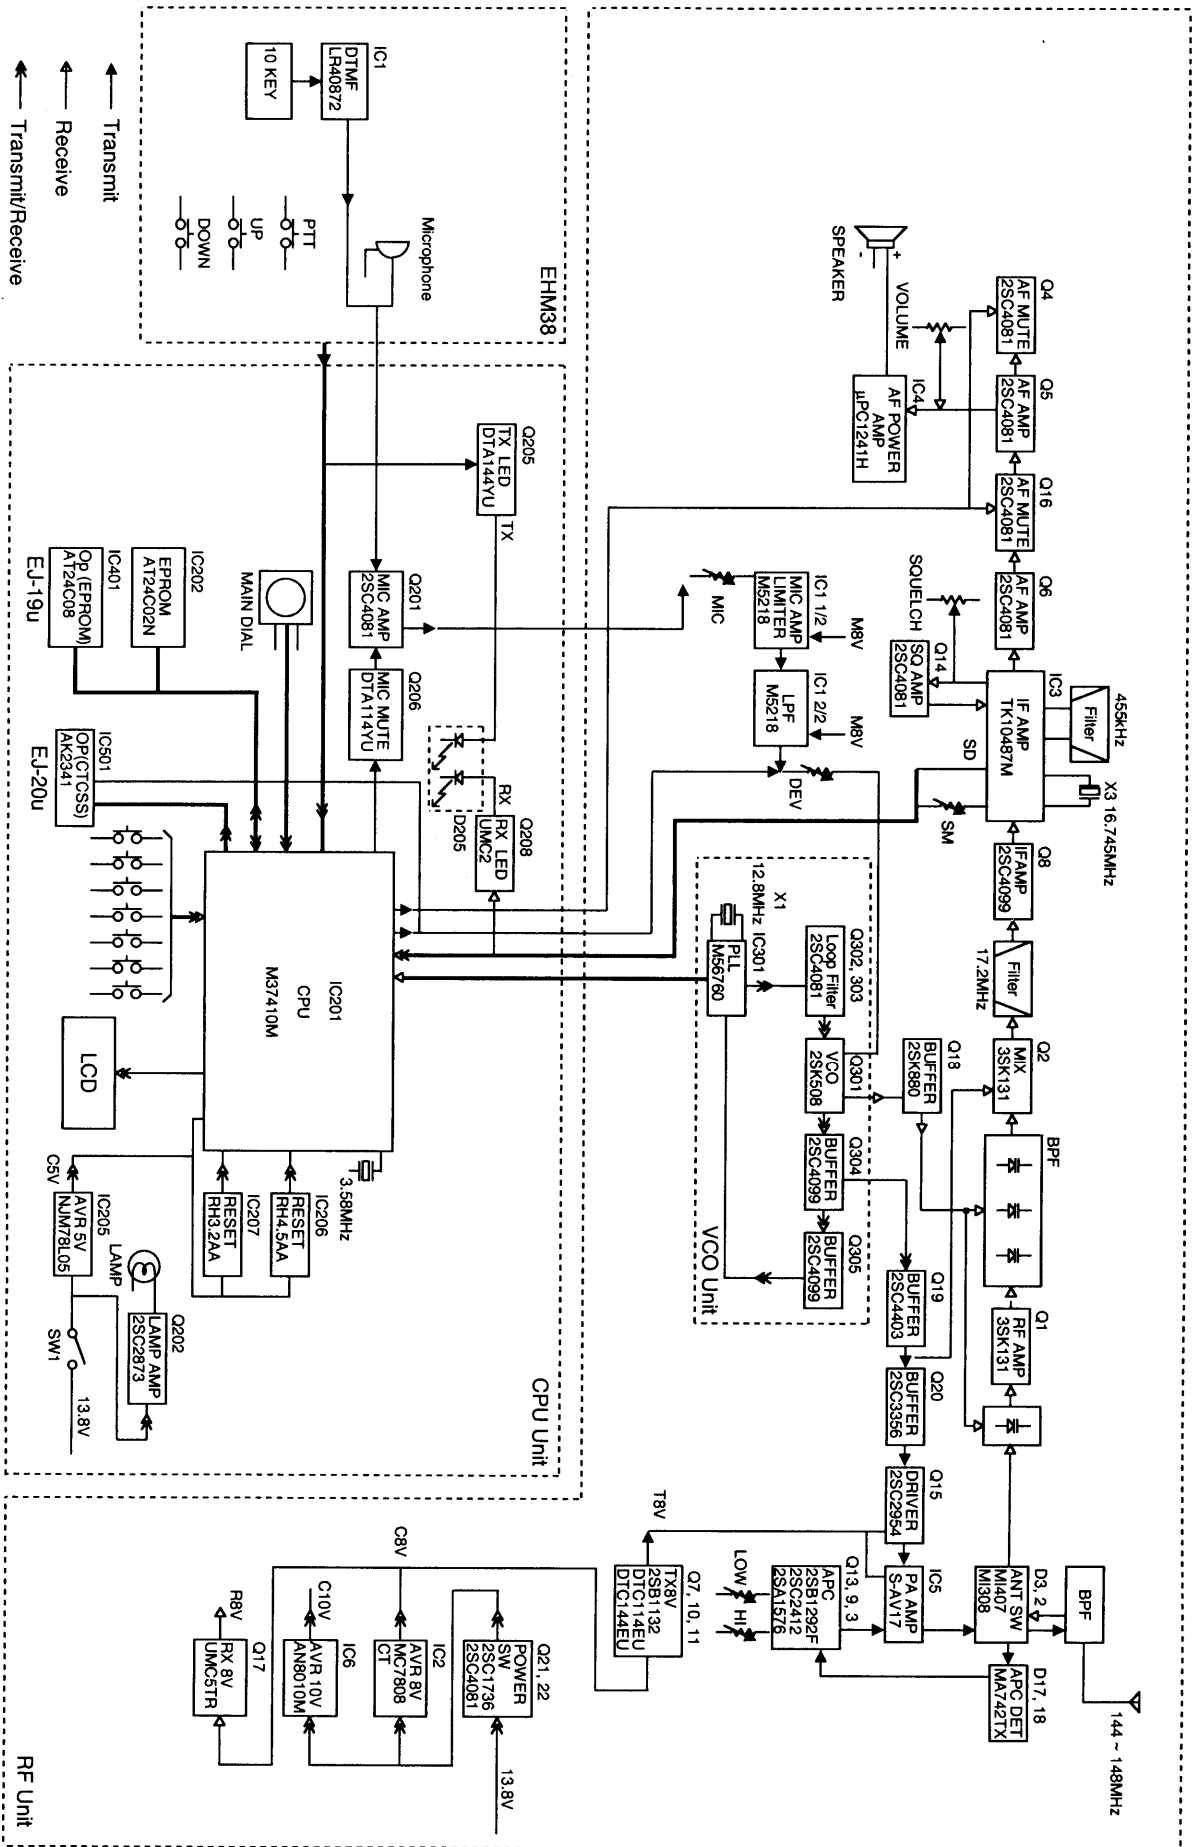 144 ~ 148MHz
BPF
D3, 2
ANT SW
MI407
MI308
D17, 18
APC DET
MA742TX
IC5
PA AMP
S-AV17
Q13, 9, 3
APC
2SB1292F
2SC2412
2SA1576
LOW
HI
Q7, 10, 11
TX8V
2SB1132
DTC114EU
DTC144EU
T8V
Q21, 22
POWER
SW
2SC1736
2SC4081
13.8V
IC2
AVR 8V
MC7808
CT
C8V
IC6
AVR 10V
AN8010M
C10V
Q17
RX 8V
UMC5TR
R8V
RF Unit
Q1
RF AMP
3SK131
BPF
Q2
MIX
3SK131
Filter
17.2MHz
Q8
IFAMP
2SC4099
X3 16.745MHz
455kHz
Filter
IC3
IF AMP
TK10487M
SD
SM
Q14
SQ AMP
2SC4081
SQUELCH
Q6
AF AMP
2SC4081
Q16
AF MUTE
2SC4081
Q5
AF AMP
2SC4081
Q4
AF MUTE
2SC4081
IC4
AF POWER
AMP
µPC1241H
VOLUME
+
-
SPEAKER
Q18
BUFFER
2SK880
Q19
BUFFER
2SC4403
Q20
BUFFER
2SC3356
Q15
DRIVER
2SC2954
IC1 1/2
MIC AMP
LIMITER
M5218
M8V
MIC
IC1 2/2
LPF
M5218
M8V
DEV
Q302, 303
Loop Filter
2SC4081
Q301
VCO
2SK508
Q304
BUFFER
2SC4099
Q305
BUFFER
2SC4099
X1
12.8MHz
IC301
PLL
M56760
VCO Unit
EHM38
IC1
DTMF
LR40872
10 KEY
Microphone
PTT
UP
DOWN
Transmit
Receive
Transmit/Receive
CPU Unit
Q205
TX LED
DTA144YU
TX
Q201
MIC AMP
2SC4081
Q206
MIC MUTE
DTA114YU
D205
RX
Q208
RX LED
UMC2
MAIN DIAL
IC202
EPROM
AT24C02N
IC401
Op (EPROM)
AT24C08
EJ-19u
IC501
OP(CTCSS)
AK2341
EJ-20u
IC201
CPU
M37410M
LCD
3.58MHz
IC206
RESET
RH4.5AA
IC207
RESET
RH3.2AA
IC205
AVR 5V
NJM78L05
C5V
LAMP
Q202
LAMP AMP
2SC2873
SW1
13.8V